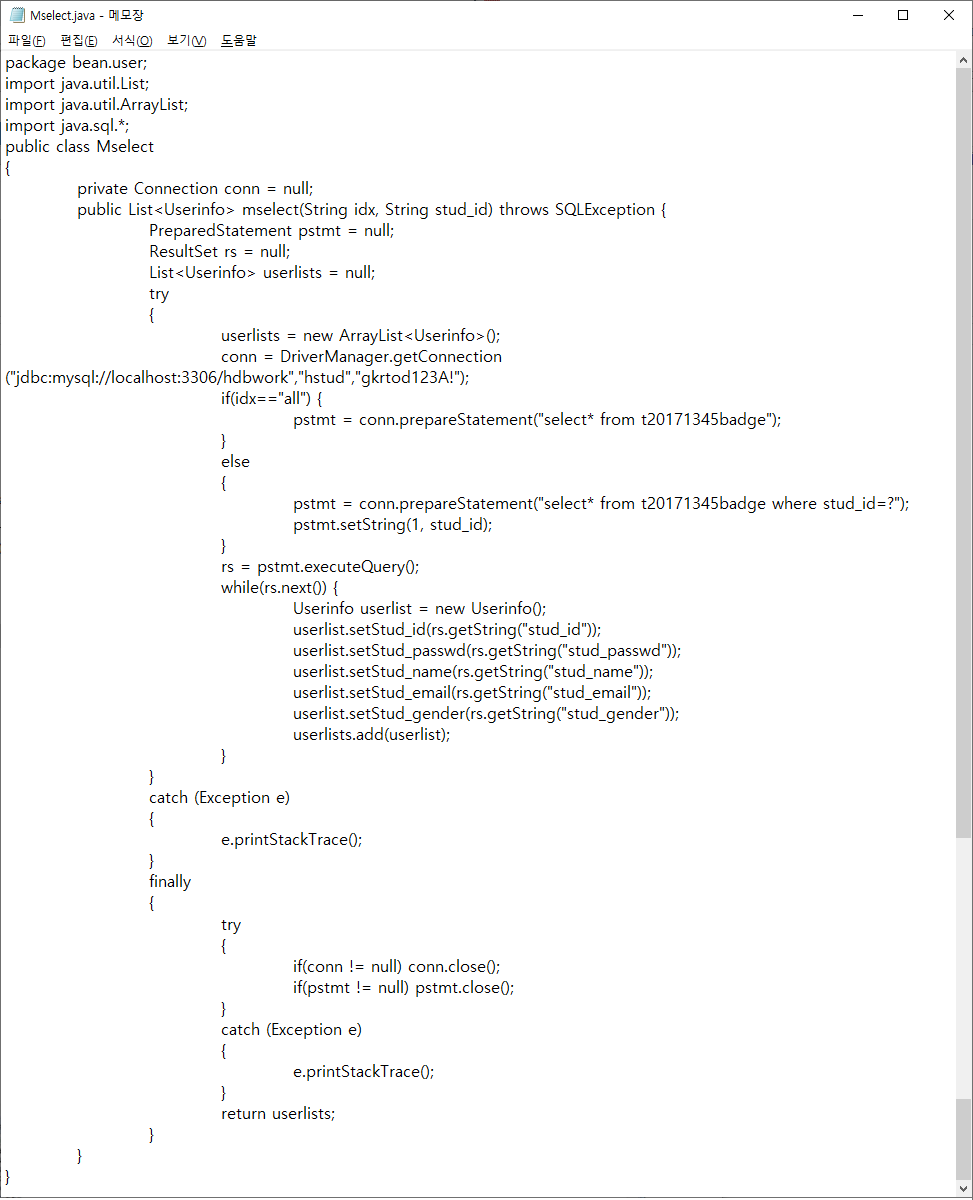 Mselect.java - 메모장
파일(F) 편집(E) 서식(O) 보기(V) 도움말
package bean.user;
import java.util.List;
import java.util.ArrayList;
import java.sql.*;
public class Mselect
{
private Connection conn = null;
public List<Userinfo> mselect(String idx, String stud_id) throws SQLException {
PreparedStatement pstmt = null;
ResultSet rs = null;
List<Userinfo> userlists = null;
try
{
userlists = new ArrayList<Userinfo>();
conn = DriverManager.getConnection
("jdbc:mysql://localhost:3306/hdbwork","hstud","gkrtod123A!");
if(idx=="all") {
pstmt = conn.prepareStatement("select* from t20171345badge");
}
else
{
pstmt = conn.prepareStatement("select* from t20171345badge where stud_id=?");
pstmt.setString(1, stud_id);
}
rs = pstmt.executeQuery();
while(rs.next()) {
Userinfo userlist = new Userinfo();
userlist.setStud_id(rs.getString("stud_id"));
userlist.setStud_passwd(rs.getString("stud_passwd"));
userlist.setStud_name(rs.getString("stud_name"));
userlist.setStud_email(rs.getString("stud_email"));
userlist.setStud_gender(rs.getString("stud_gender"));
userlists.add(userlist);
}
}
catch (Exception e)
{
e.printStackTrace();
}
finally
{
try
{
if(conn != null) conn.close();
if(pstmt != null) pstmt.close();
}
catch (Exception e)
{
e.printStackTrace();
}
return userlists;
}
}
}